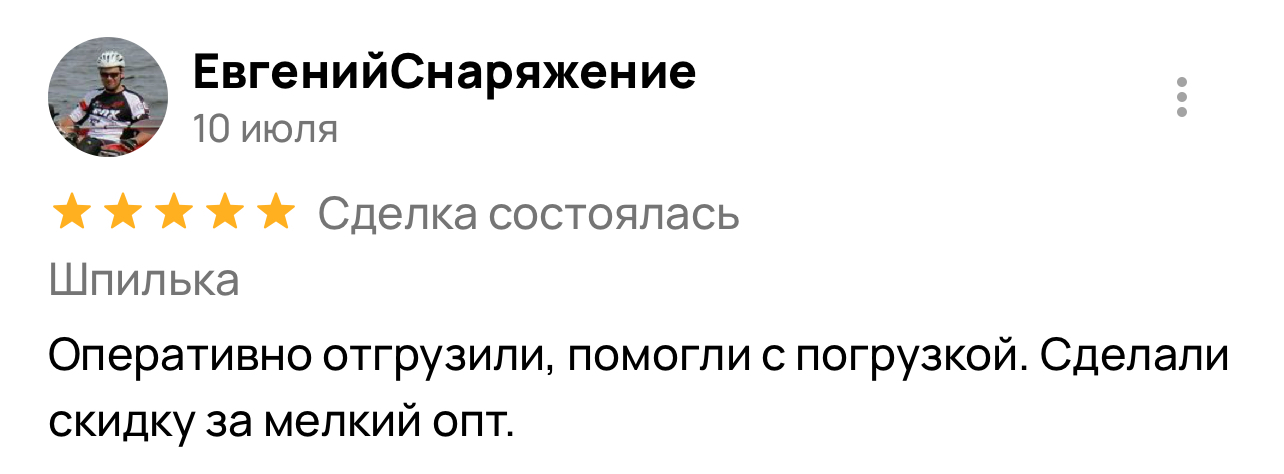 ЕвгенийСнаряжение
10 июля
Сделка состоялась
Шпилька
Оперативно отгрузили, помогли с погрузкой. Сделали
скидку за мелкий опт.